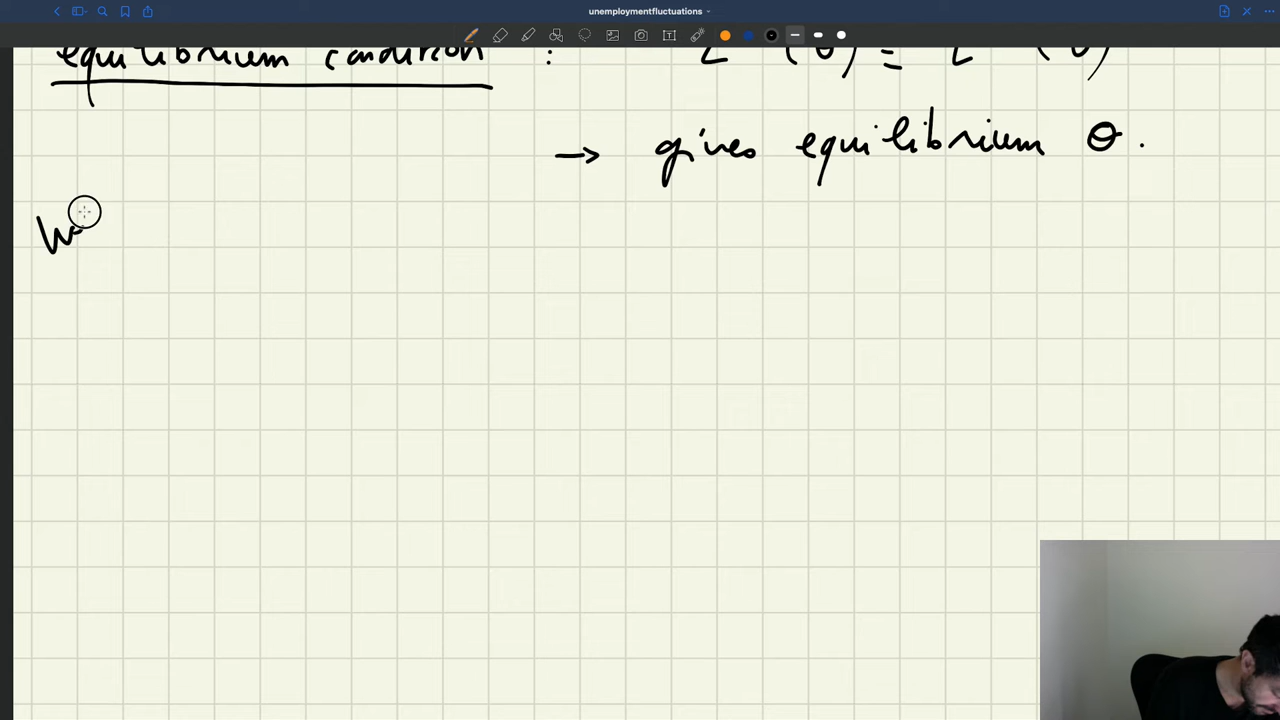 unemploymentfluctuations
equilibrium condition : L (θ) = L (θ)
→ gives equilibrium θ.